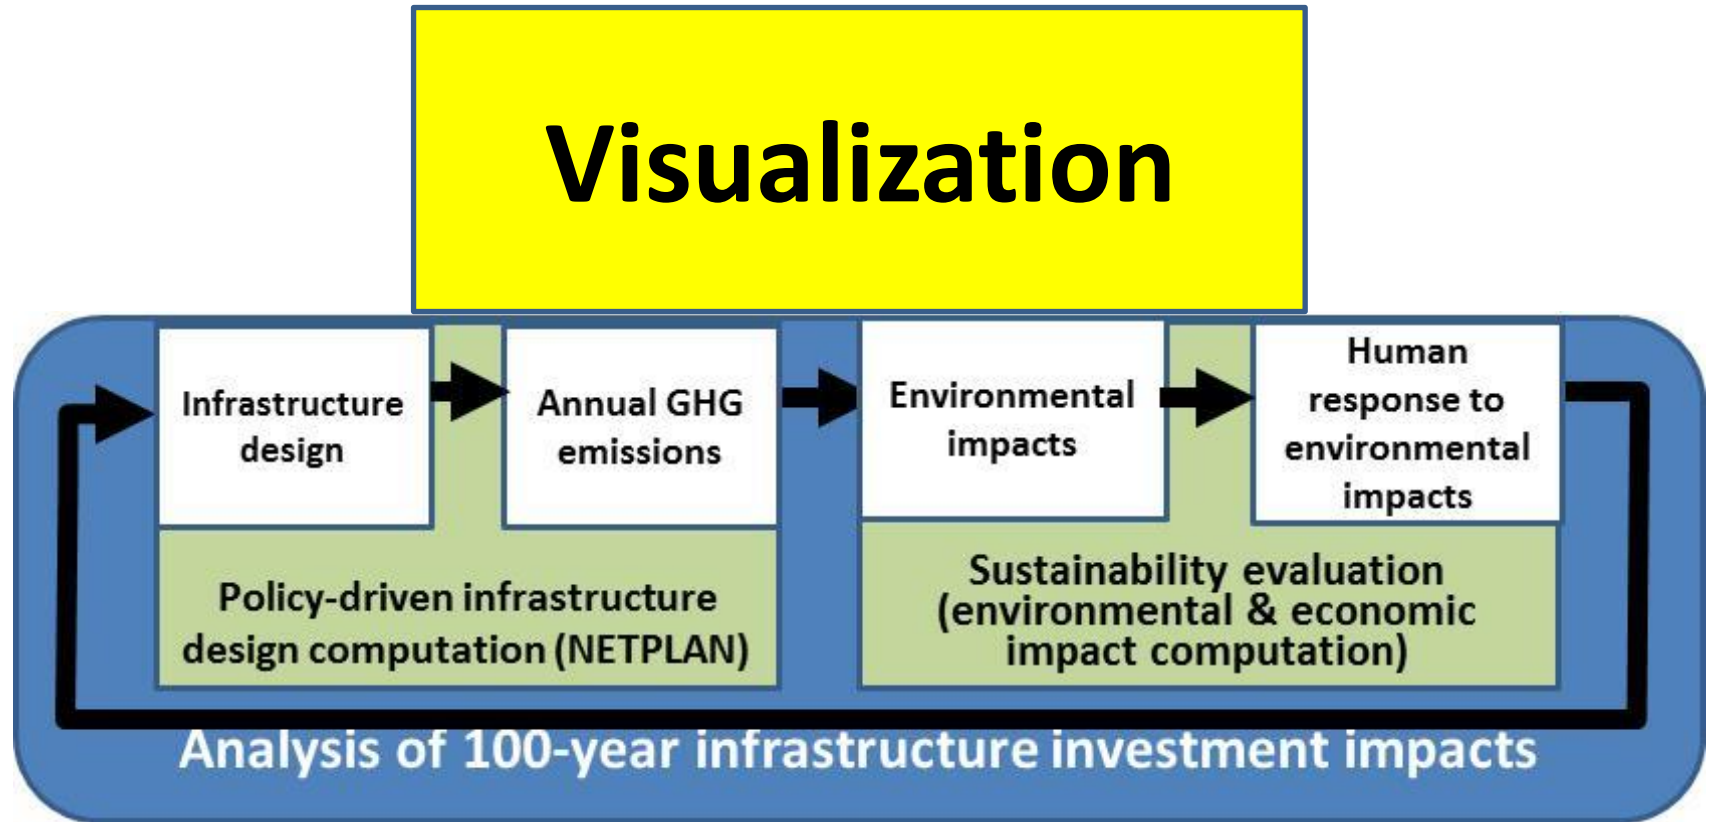 Visualization
Infrastructure
design
Annual GHG
emissions
Environmental
impacts
Human
response to
environmental
impacts
Policy-driven infrastructure
design computation (NETPLAN)
Sustainability evaluation
(environmental & economic
impact computation)
Analysis of 100-year infrastructure investment impacts